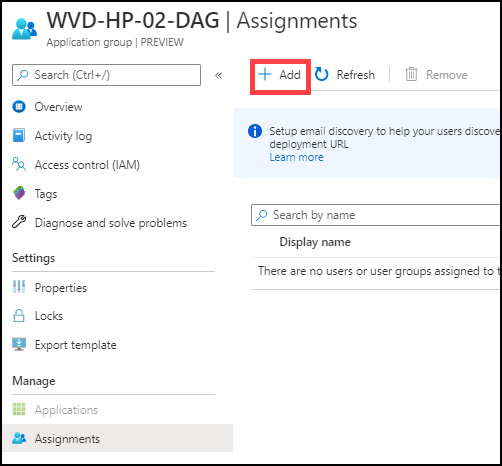 WVD-HP-02-DAG | Assignments
Application group | PREVIEW
Search (Ctrl+/)
«
Add
Refresh
Remove
Overview
Activity log
Access control (IAM)
Tags
Diagnose and solve problems
Setup email discovery to help your users discove
deployment URL
Learn more
Search by name
Display name
There are no users or user groups assigned to t
Settings
Properties
Locks
Export template
Manage
Applications
Assignments